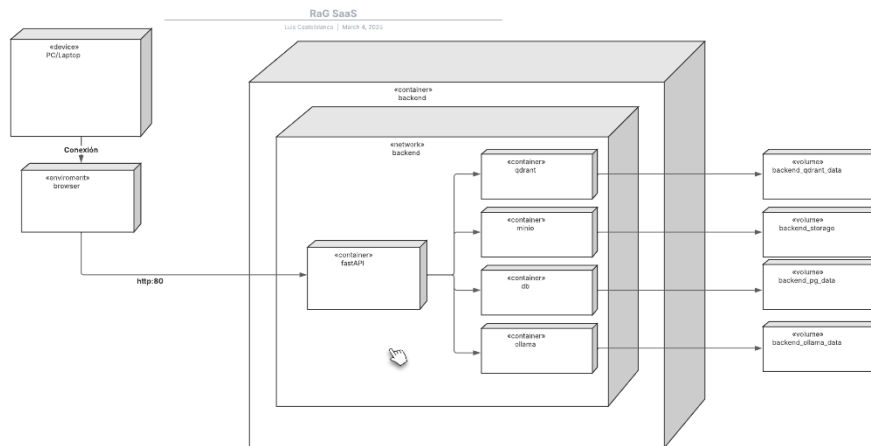 RaG SaaS
Luis Castoblanco | March 4, 2025
«device»
PC/Laptop
Conexión
«enviroment»
browser
http:80
«container»
backend
«network»
backend
«container»
fastAPI
«container»
qdrant
«container»
minio
«container»
db
«container»
ollama
«volume»
backend_qdrant_data
«volume»
backend_storage
«volume»
backend_pg_data
«volume»
backend_ollama_data